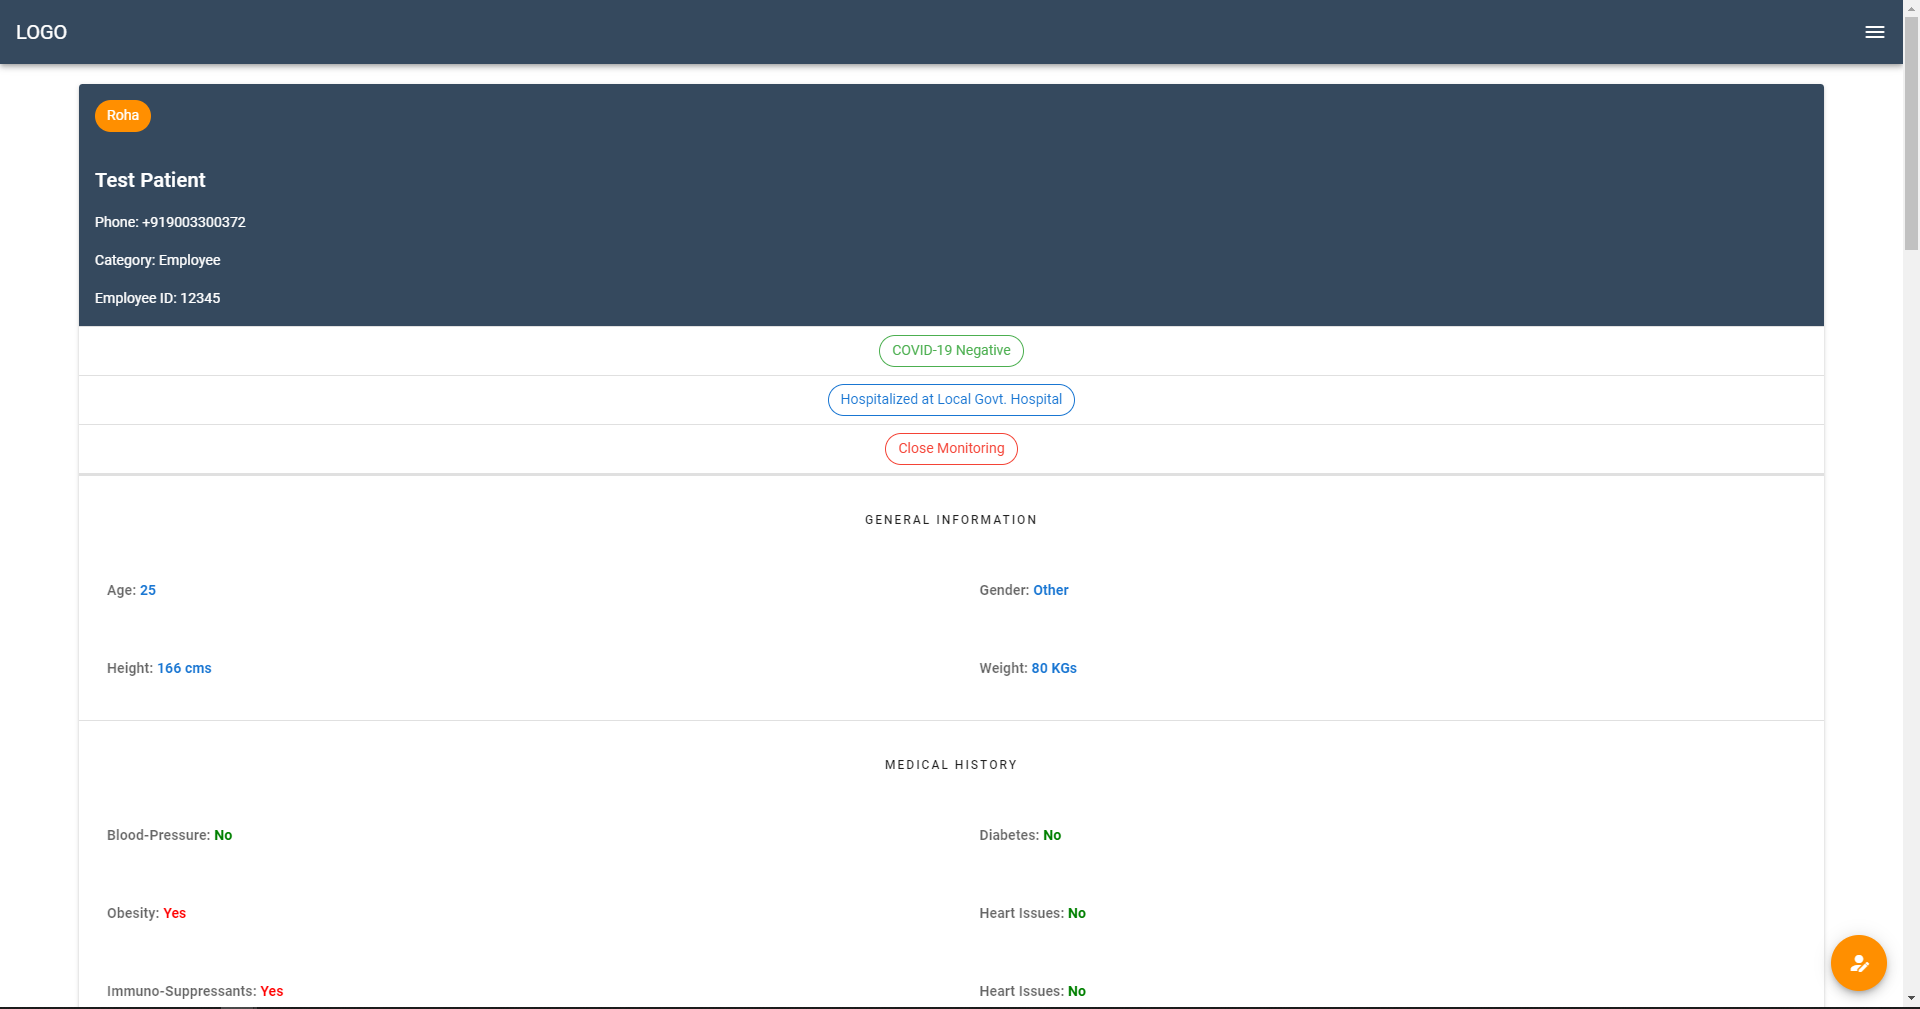 LOGO
Roha
Test Patient
Phone: +919003300372
Category: Employee
Employee ID: 12345
COVID-19 Negative
Hospitalized at Local Govt. Hospital
Close Monitoring
GENERAL INFORMATION
Age: 25 Gender: Other
Height: 166 cms Weight: 80 KGs
MEDICAL HISTORY
Blood-Pressure: No Diabetes: No
Obesity: Yes Heart Issues: No
Immuno-Suppressants: Yes Heart Issues: No